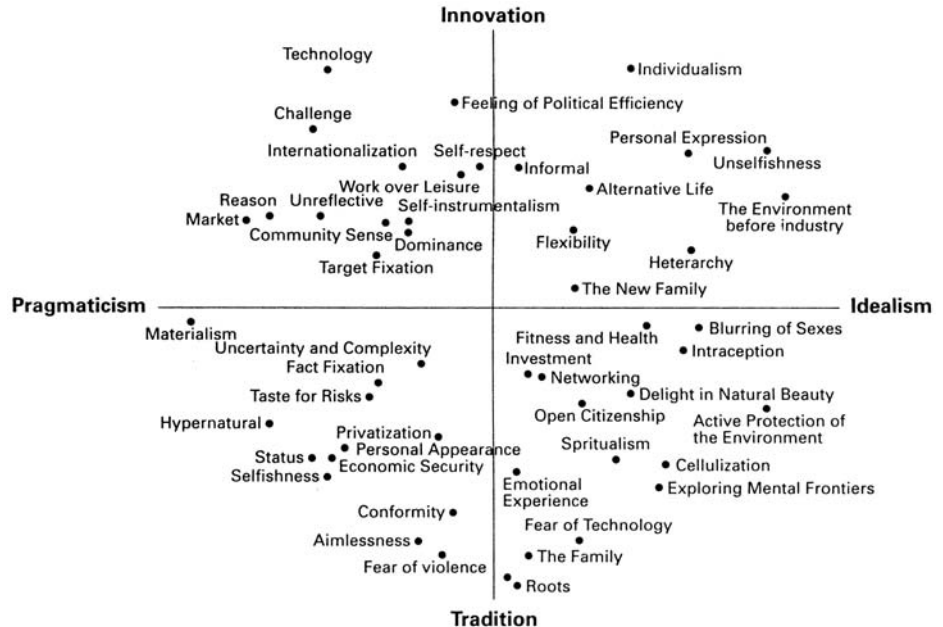 Innovation
Technology
Individualism
Feeling of Political Efficiency
Challenge
Personal Expression
Internationalization
Self-respect
Informal
Unselfishness
Work over Leisure
Alternative Life
Reason
Unreflective
Self-instrumentalism
The Environment
before industry
Market
Community Sense
Dominance
Flexibility
Target Fixation
Heterarchy
The New Family
Pragmaticism
Idealism
Materialism
Fitness and Health
Blurring of Sexes
Uncertainty and Complexity
Investment
Intraception
Fact Fixation
Networking
Taste for Risks
Delight in Natural Beauty
Open Citizenship
Active Protection of
the Environment
Hypernatural
Privatization
Personal Appearance
Spritualism
Status
Economic Security
Cellulization
Selfishness
Emotional
Experience
Exploring Mental Frontiers
Conformity
Fear of Technology
Aimlessness
The Family
Fear of violence
Roots
Tradition